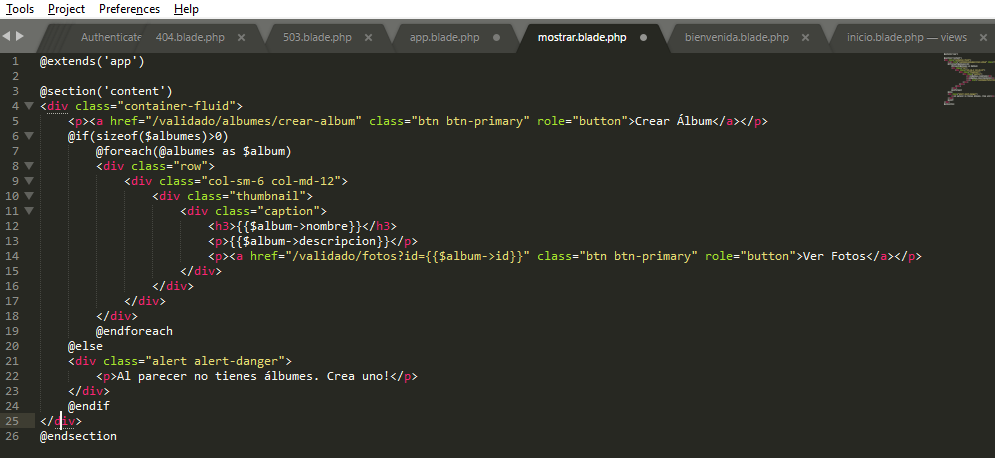 Tools Project Preferences Help
Authenticate 404.blade.php 503.blade.php app.blade.php mostrar.blade.php bienvenida.blade.php inicio.blade.php — views
1 @extends('app')
2
3 @section('content')
4 <div class="container-fluid">
5 <p><a href="/validado/albumes/crear-album" class="btn btn-primary" role="button">Crear Álbum</a></p>
6 @if(sizeof($albumes)>0)
7 @foreach(@albumes as $album)
8 <div class="row">
9 <div class="col-sm-6 col-md-12">
10 <div class="thumbnail">
11 <div class="caption">
12 <h3>{{$album->nombre}}</h3>
13 <p>{{$album->descripcion}}</p>
14 <p><a href="/validado/fotos?id={{$album->id}}" class="btn btn-primary" role="button">Ver Fotos</a></p>
15 </div>
16 </div>
17 </div>
18 </div>
19 @endforeach
20 @else
21 <div class="alert alert-danger">
22 <p>Al parecer no tienes álbumes. Crea uno!</p>
23 </div>
24 @endif
25 </div>
26 @endsection